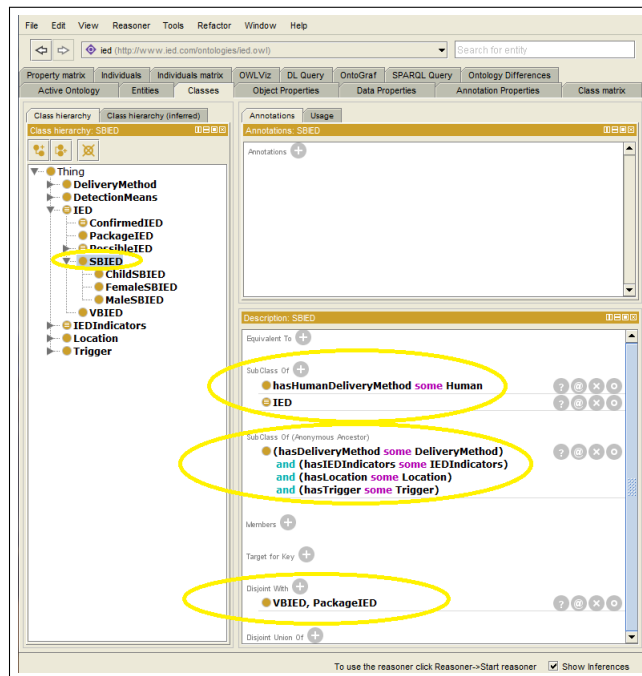 File Edit View Reasoner Tools Refactor Window Help
ied (http://www.ied.com/ontologies/ied.owl) Search for entity
Property matrix Individuals Individuals matrix OWLViz DL Query OntoGraf SPARQL Query Ontology Differences
Active Ontology Entities Classes Object Properties Data Properties Annotation Properties Class matrix
Class hierarchy Class hierarchy (inferred)
Class hierarchy: SBIED
Thing
DeliveryMethod
DetectionMeans
IED
ConfirmedIED
PackageIED
PossibleIED
SBIED
ChildSBIED
FemaleSBIED
MaleSBIED
VBIED
IEDIndicators
Location
Trigger
Annotations Usage
Annotations: SBIED
Annotations
Description: SBIED
Equivalent To
SubClass Of
hasHumanDeliveryMethod some Human
IED
SubClass Of (Anonymous Ancestor)
(hasDeliveryMethod some DeliveryMethod)
and (hasIEDIndicators some IEDIndicators)
and (hasLocation some Location)
and (hasTrigger some Trigger)
Members
Target for Key
Disjoint With
VBIED, PackageIED
Disjoint Union Of
To use the reasoner click Reasoner->Start reasoner Show Inferences